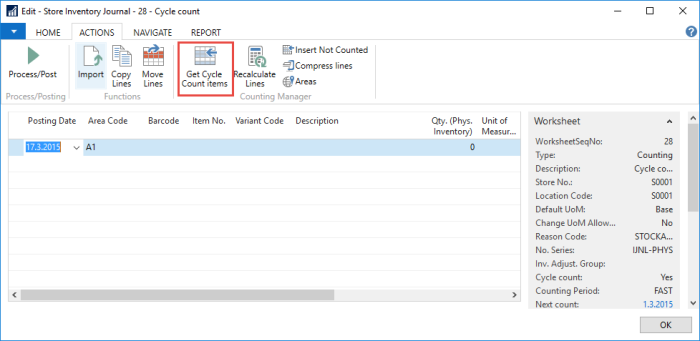 Edit - Store Inventory Journal - 28 - Cycle count
HOME ACTIONS NAVIGATE REPORT
Process/Post
Import
Copy Lines
Move Lines
Get Cycle Count items
Recalculate Lines
Insert Not Counted
Compress lines
Areas
Process/Posting Functions Counting Manager
Posting Date Area Code Barcode Item No. Variant Code Description Qty. (Phys. Inventory) Unit of Measur...
17.3.2015 A1 0
Worksheet
WorksheetSeqNo: 28
Type: Counting
Description: Cycle co...
Store No.: S0001
Location Code: S0001
Default UoM: Base
Change UoM Allow... No
Reason Code: STOCKA...
No. Series: IJNL-PHYS
Inv. Adjust. Group:
Cycle count: Yes
Counting Period: FAST
Next count: 1.3.2015
OK